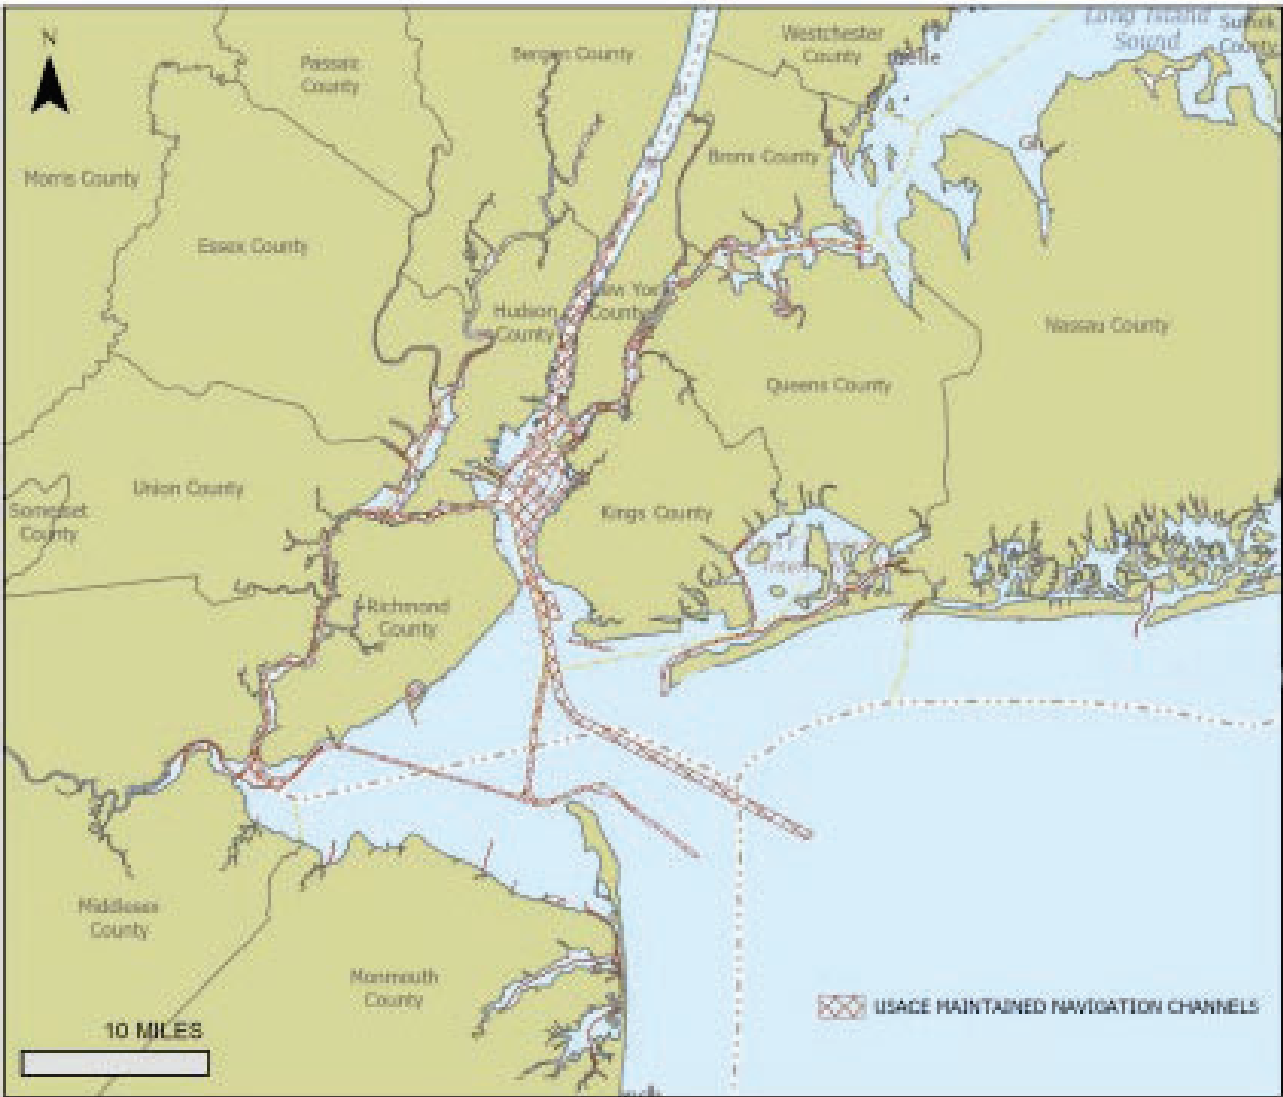 N
Long Island
Sound
Suffolk
County
Westchester
County
elle
Passaic
County
Bergen County
Bronx County
Morris County
Essex County
New York
County
Hudson
County
Nassau County
Queens County
Union County
Somerset
County
Kings County
Richmond
County
Middlesex
County
Monmouth
County
10 MILES
USACE MAINTAINED NAVIGATION CHANNELS